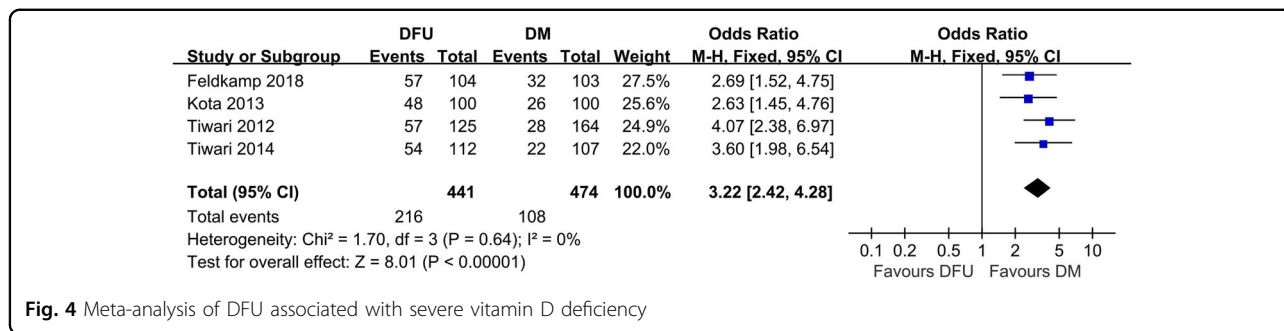 DFU DM Odds Ratio Odds Ratio
Study or Subgroup Events Total Events Total Weight M-H, Fixed, 95% CI M-H, Fixed, 95% CI
Feldkamp 2018 57 104 32 103 27.5% 2.69 [1.52, 4.75]
Kota 2013 48 100 26 100 25.6% 2.63 [1.45, 4.76]
Tiwari 2012 57 125 28 164 24.9% 4.07 [2.38, 6.97]
Tiwari 2014 54 112 22 107 22.0% 3.60 [1.98, 6.54]
Total (95% CI) 441 474 100.0% 3.22 [2.42, 4.28]
Total events 216 108
Heterogeneity: Chi² = 1.70, df = 3 (P = 0.64); I² = 0%
Test for overall effect: Z = 8.01 (P < 0.00001)
0.1 0.2 0.5 1 2 5 10
Favours DFU Favours DM
Fig. 4 Meta-analysis of DFU associated with severe vitamin D deficiency